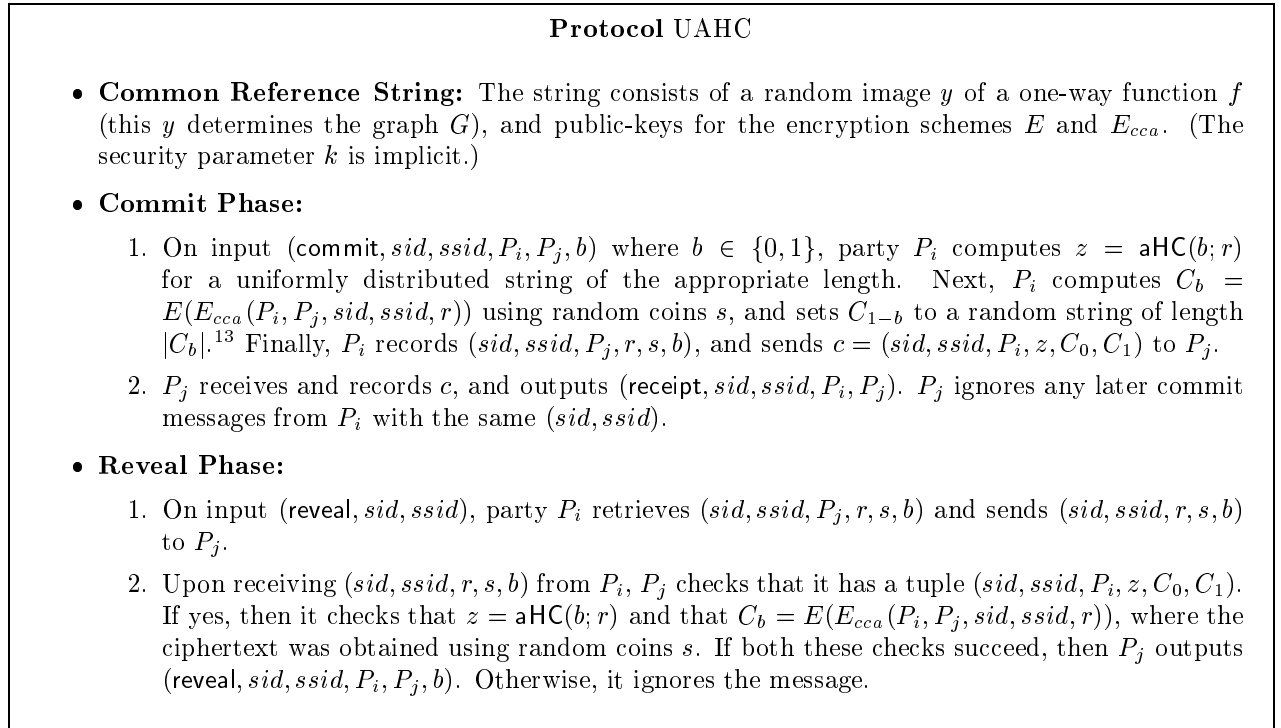 Protocol UAHC
• Common Reference String: The string consists of a random image y of a one-way function f
(this y determines the graph G), and public-keys for the encryption schemes E and E_cca. (The
security parameter k is implicit.)
• Commit Phase:
1. On input (commit, sid, ssid, P_i, P_j, b) where b ∈ {0, 1}, party P_i computes z = aHC(b; r)
for a uniformly distributed string of the appropriate length. Next, P_i computes C_b =
E(E_cca(P_i, P_j, sid, ssid, r)) using random coins s, and sets C_{1−b} to a random string of length
|C_b|.^13 Finally, P_i records (sid, ssid, P_j, r, s, b), and sends c = (sid, ssid, P_i, z, C_0, C_1) to P_j.
2. P_j receives and records c, and outputs (receipt, sid, ssid, P_i, P_j). P_j ignores any later commit
messages from P_i with the same (sid, ssid).
• Reveal Phase:
1. On input (reveal, sid, ssid), party P_i retrieves (sid, ssid, P_j, r, s, b) and sends (sid, ssid, r, s, b)
to P_j.
2. Upon receiving (sid, ssid, r, s, b) from P_i, P_j checks that it has a tuple (sid, ssid, P_i, z, C_0, C_1).
If yes, then it checks that z = aHC(b; r) and that C_b = E(E_cca(P_i, P_j, sid, ssid, r)), where the
ciphertext was obtained using random coins s. If both these checks succeed, then P_j outputs
(reveal, sid, ssid, P_i, P_j, b). Otherwise, it ignores the message.